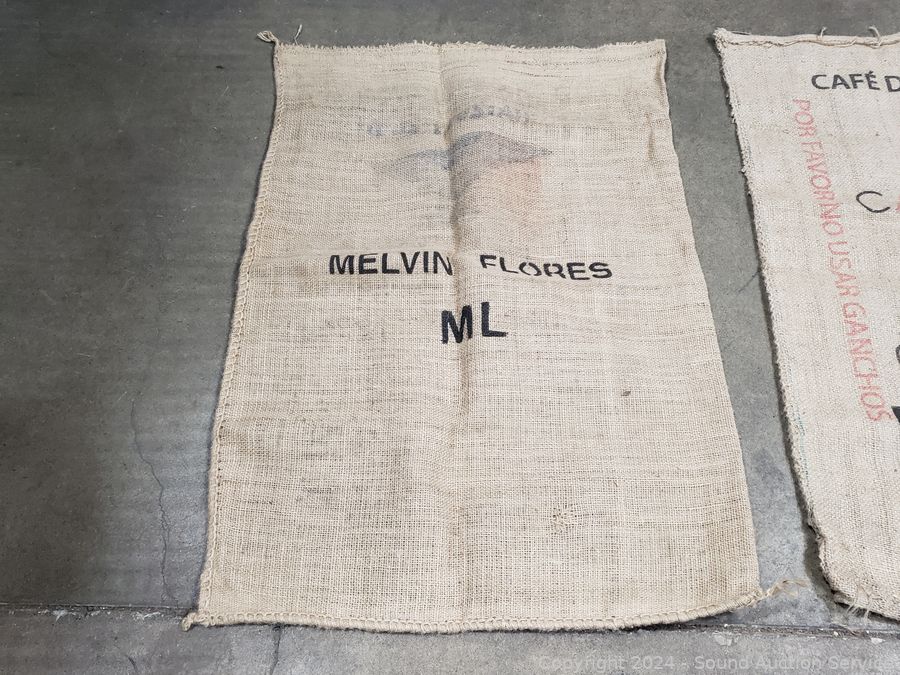 MELVIN FLORES
ML
CAFÉ D
POR FAVOR NO USAR GANCHOS
C
Copyright 2024 - Sound Auction Service